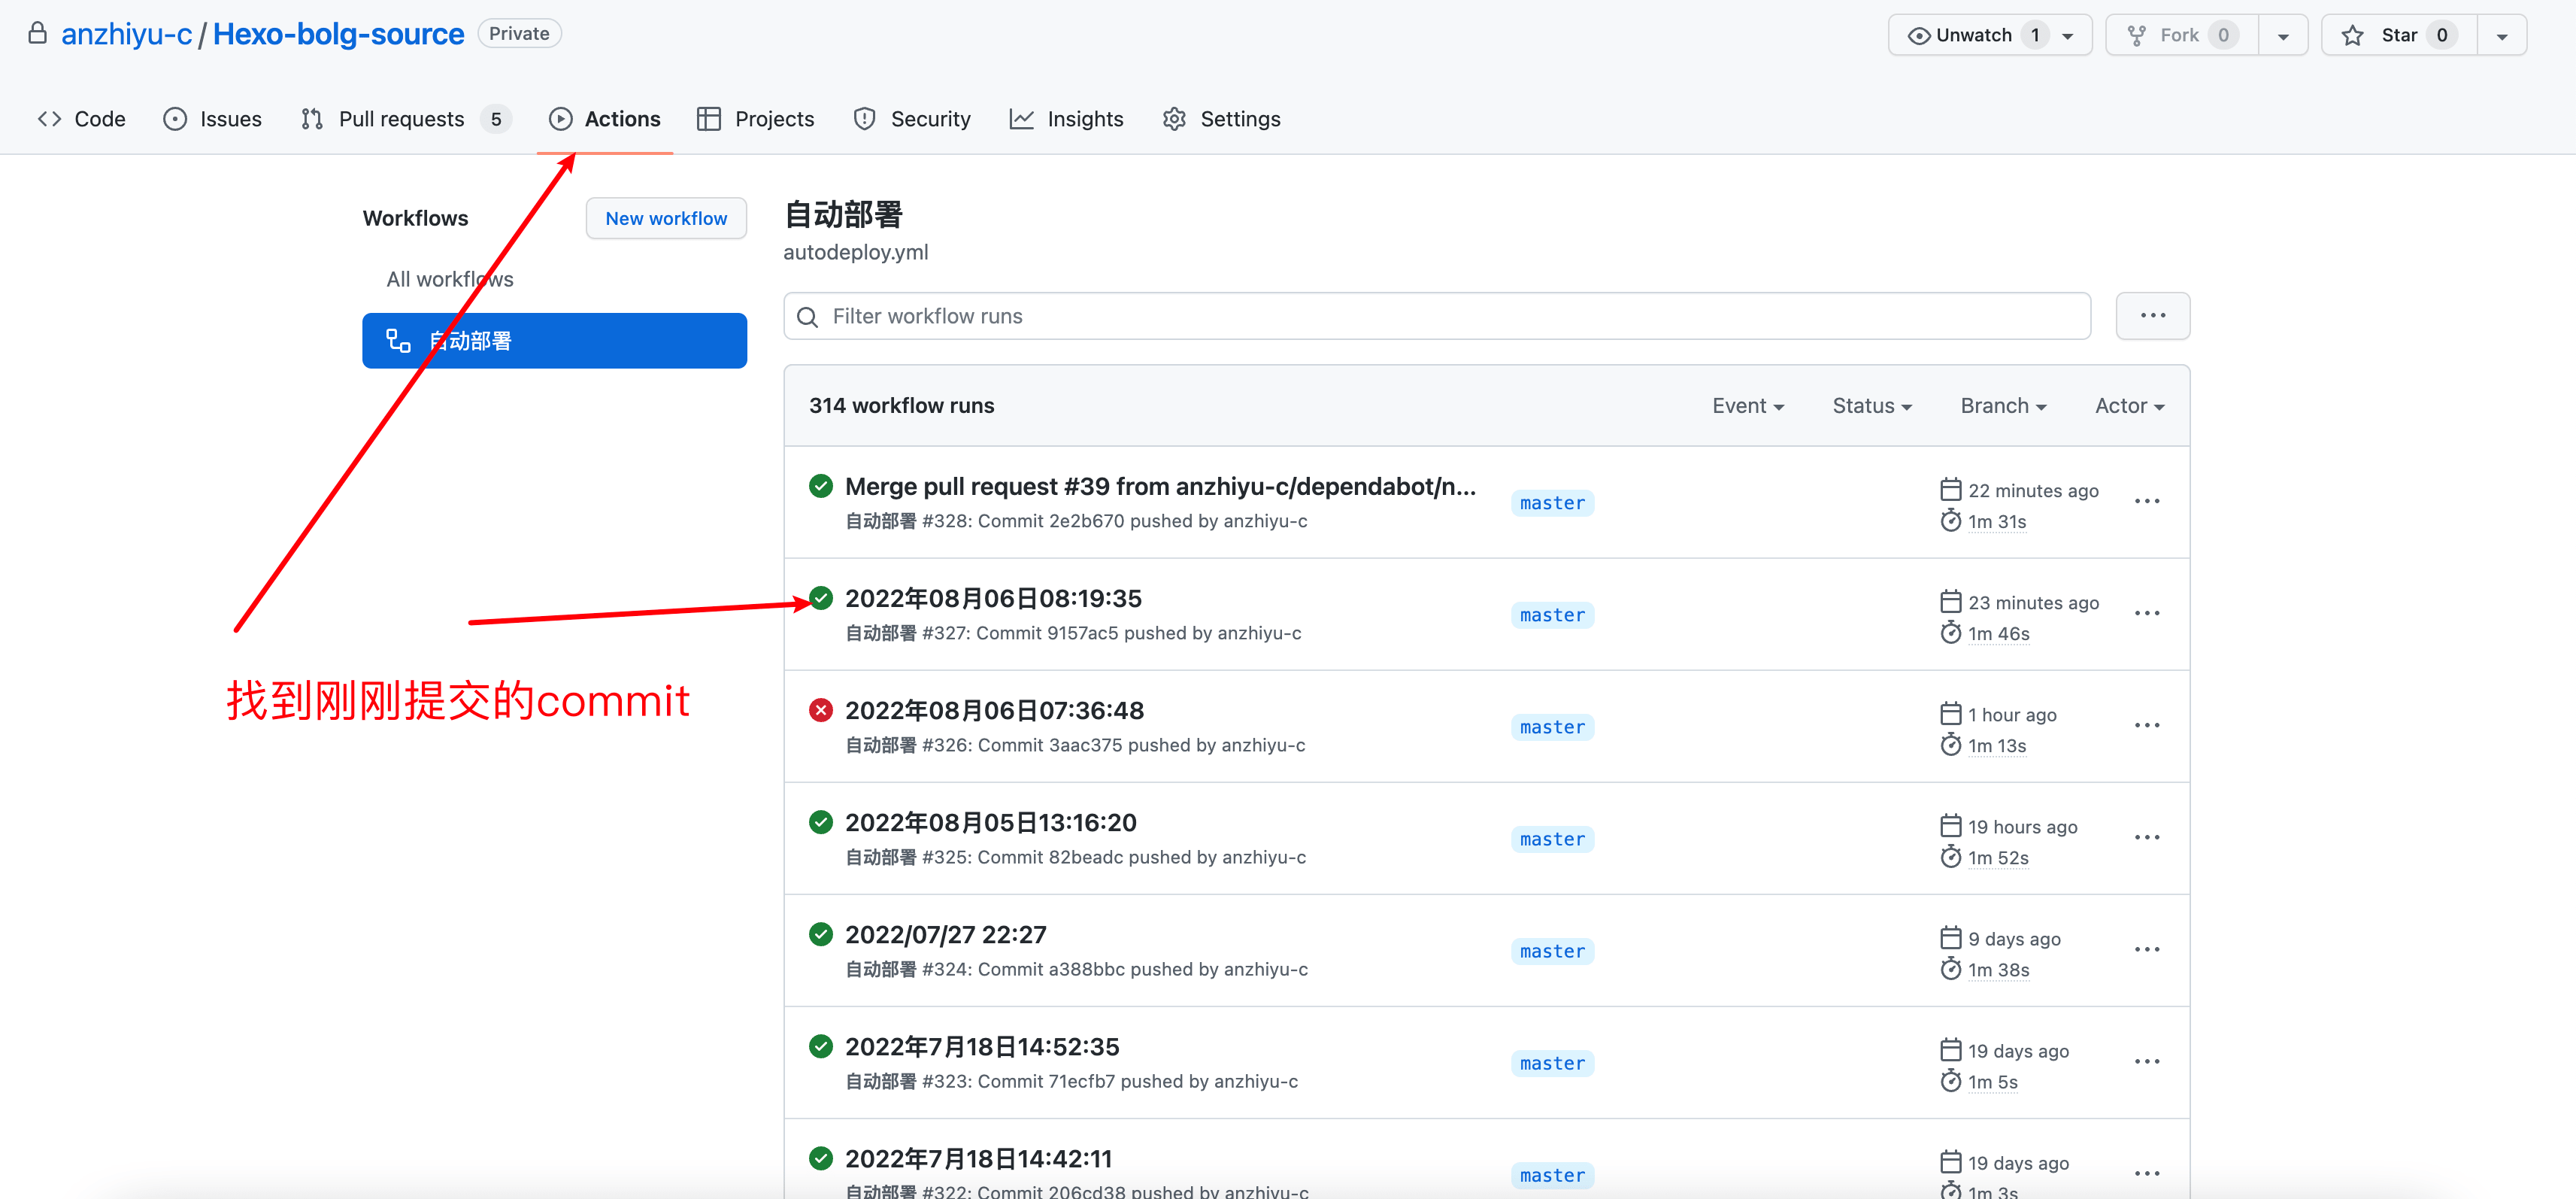 anzhiyu-c / Hexo-bolg-source Private
Unwatch 1
Fork 0
Star 0
Code Issues Pull requests 5 Actions Projects Security Insights Settings
Workflows
New workflow
All workflows
自动部署
自动部署
autodeploy.yml
Filter workflow runs
314 workflow runs
Event Status Branch Actor
Merge pull request #39 from anzhiyu-c/dependabot/n...
自动部署 #328: Commit 2e2b670 pushed by anzhiyu-c
master
22 minutes ago
1m 31s
2022年08月06日08:19:35
自动部署 #327: Commit 9157ac5 pushed by anzhiyu-c
master
23 minutes ago
1m 46s
找到刚刚提交的commit
2022年08月06日07:36:48
自动部署 #326: Commit 3aac375 pushed by anzhiyu-c
master
1 hour ago
1m 13s
2022年08月05日13:16:20
自动部署 #325: Commit 82beadc pushed by anzhiyu-c
master
19 hours ago
1m 52s
2022/07/27 22:27
自动部署 #324: Commit a388bbc pushed by anzhiyu-c
master
9 days ago
1m 38s
2022年7月18日14:52:35
自动部署 #323: Commit 71ecfb7 pushed by anzhiyu-c
master
19 days ago
1m 5s
2022年7月18日14:42:11
自动部署 #322: Commit 206cd38 pushed by anzhiyu-c
master
19 days ago
1m 3s